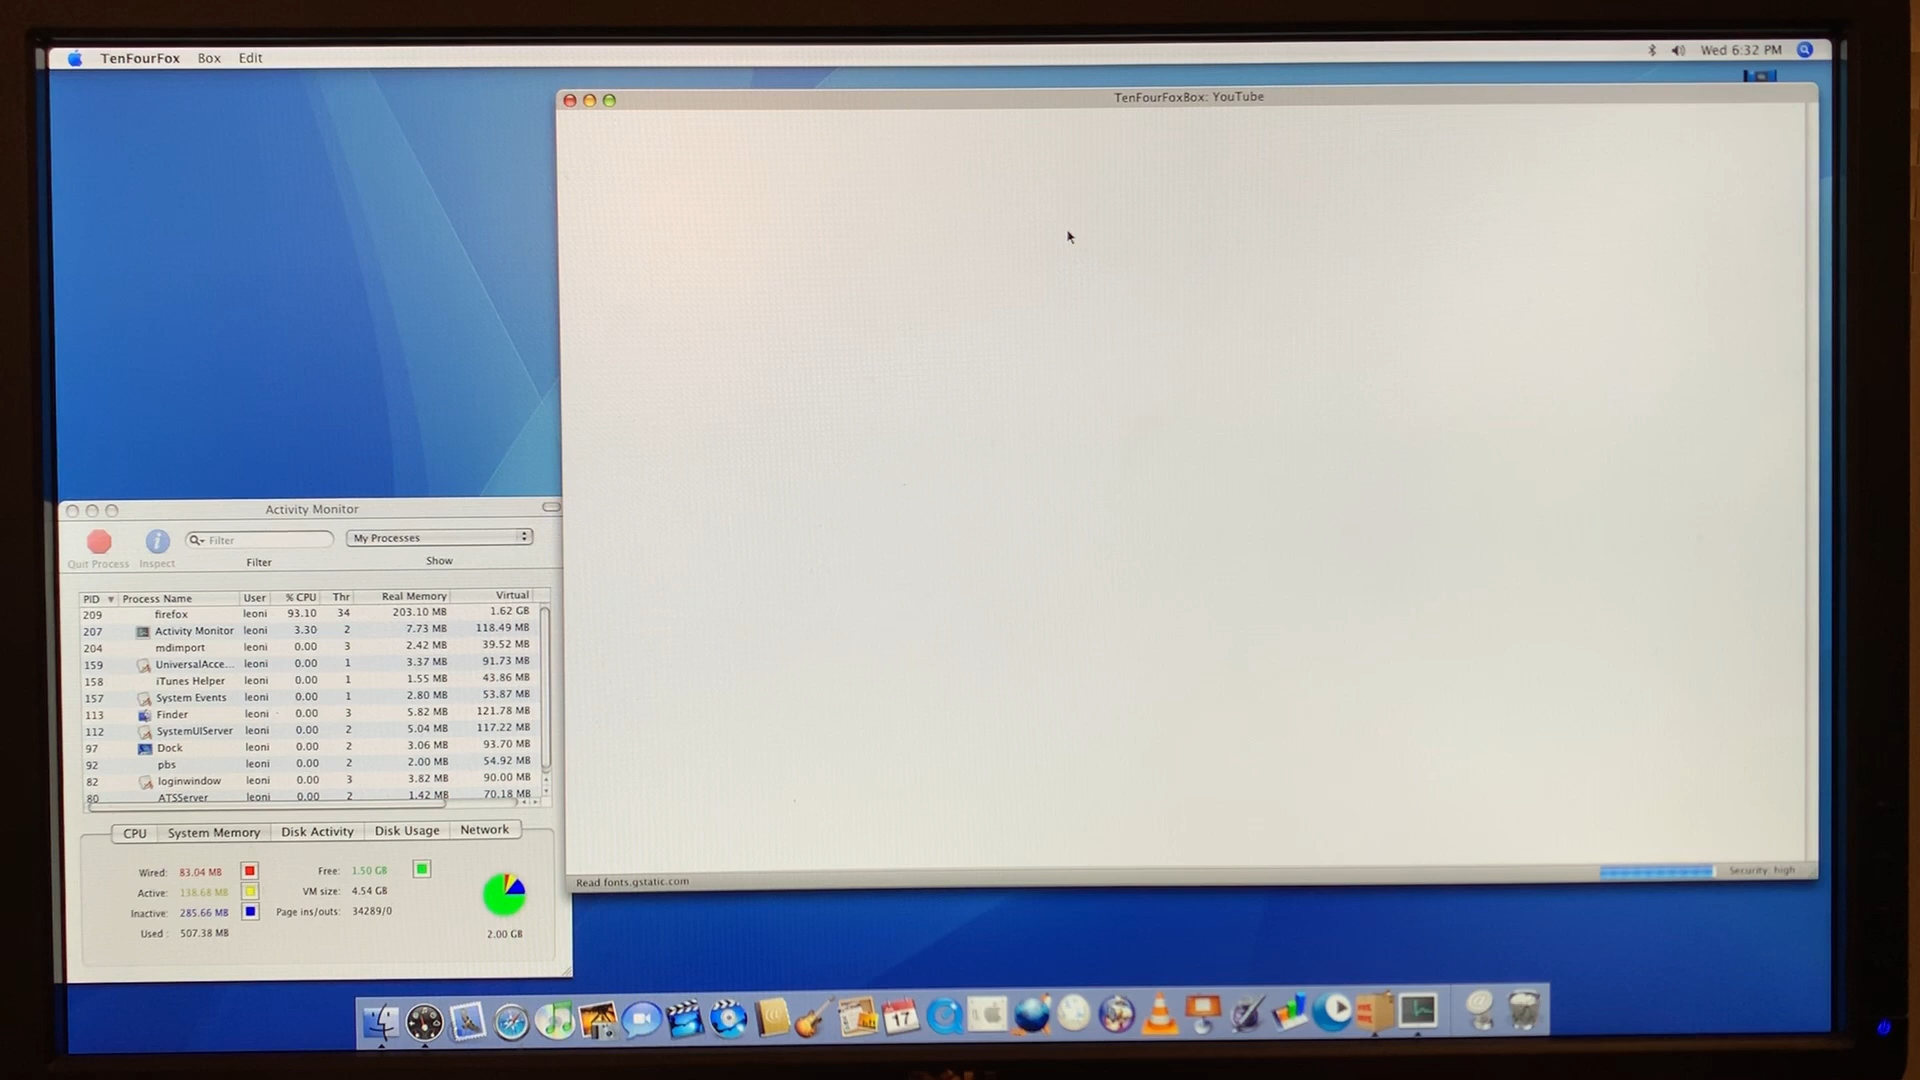 TenFourFox Box Edit
Wed 6:32 PM
TenFourFoxBox: YouTube
Activity Monitor
Filter
My Processes
Quit Process Inspect Filter Show
PID Process Name User % CPU Thr Real Memory Virtual
209 firefox leoni 93.10 34 203.10 MB 1.62 GB
207 Activity Monitor leoni 3.30 2 7.73 MB 118.49 MB
204 mdimport leoni 0.00 3 2.42 MB 39.52 MB
159 UniversalAcce... leoni 0.00 1 3.37 MB 91.73 MB
158 iTunes Helper leoni 0.00 1 1.55 MB 43.86 MB
157 System Events leoni 0.00 1 2.80 MB 53.87 MB
113 Finder leoni 0.00 3 5.82 MB 121.78 MB
112 SystemUIServer leoni 0.00 2 5.04 MB 117.22 MB
97 Dock leoni 0.00 2 3.06 MB 93.70 MB
92 pbs leoni 0.00 2 2.00 MB 54.92 MB
82 loginwindow leoni 0.00 3 3.82 MB 90.00 MB
80 ATSServer leoni 0.00 2 1.42 MB 70.18 MB
CPU System Memory Disk Activity Disk Usage Network
Wired: 83.04 MB Free: 1.50 GB
Active: 138.68 MB VM size: 4.54 GB
Inactive: 285.66 MB Page ins/outs: 34289/0
Used: 507.38 MB 2.00 GB
Read fonts.gstatic.com
Security: high
17